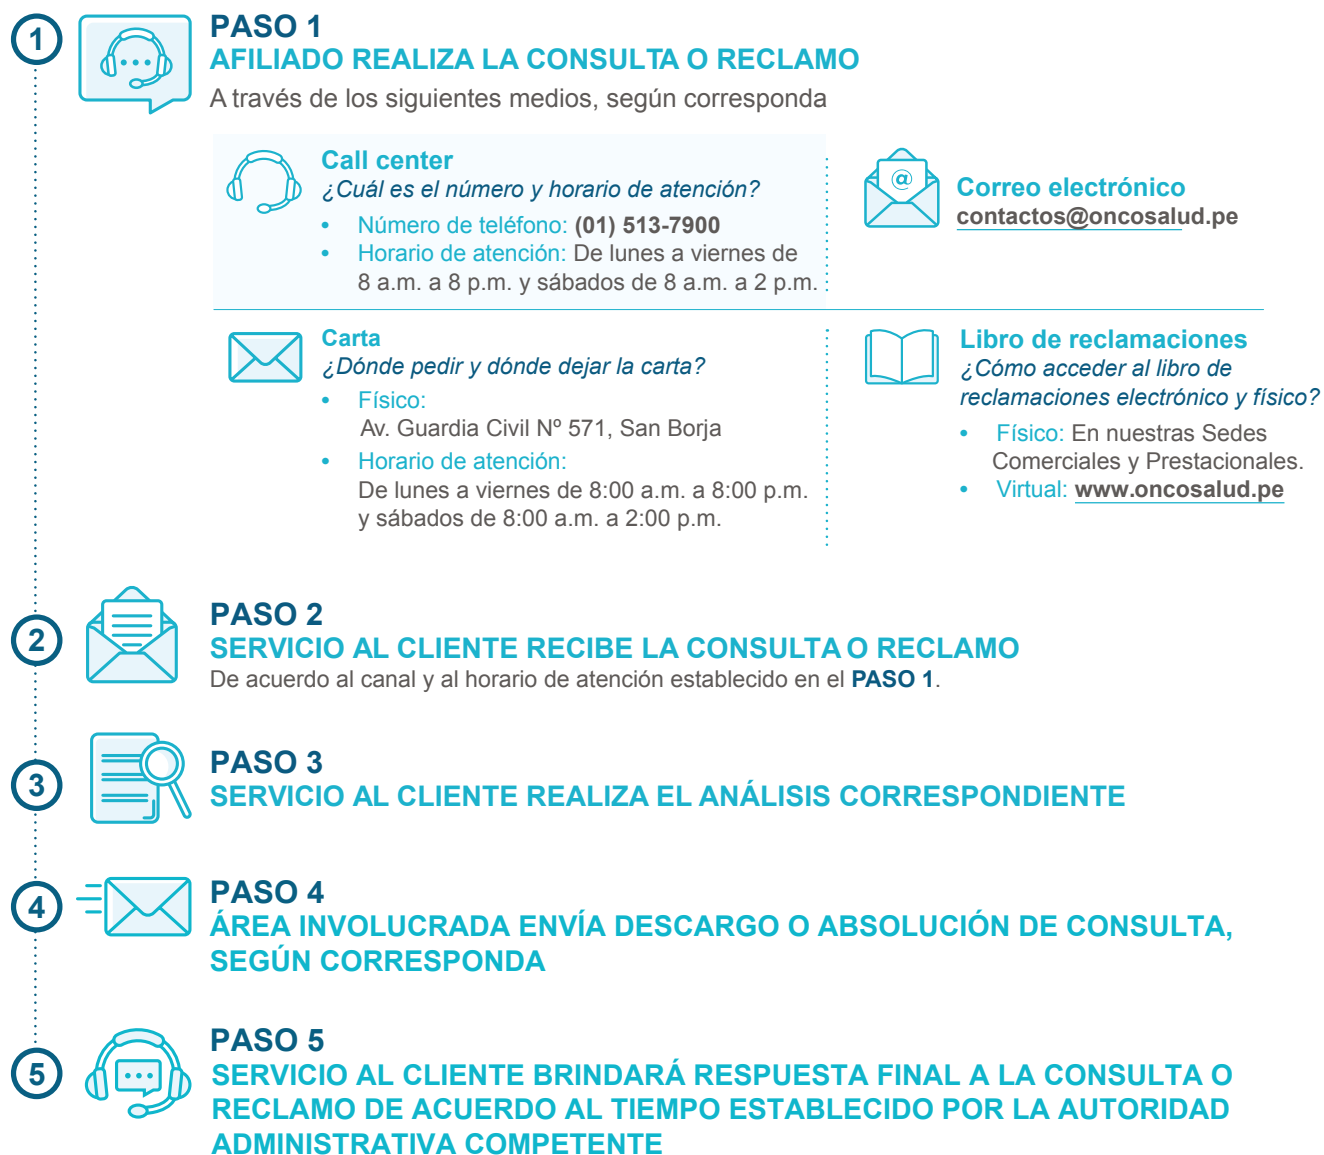 1
PASO 1
AFILIADO REALIZA LA CONSULTA O RECLAMO
A través de los siguientes medios, según corresponda
Call center
¿Cuál es el número y horario de atención?
• Número de teléfono: (01) 513-7900
• Horario de atención: De lunes a viernes de
8 a.m. a 8 p.m. y sábados de 8 a.m. a 2 p.m.
@
Correo electrónico
contactos@oncosalud.pe
Carta
¿Dónde pedir y dónde dejar la carta?
• Físico:
Av. Guardia Civil Nº 571, San Borja
• Horario de atención:
De lunes a viernes de 8:00 a.m. a 8:00 p.m.
y sábados de 8:00 a.m. a 2:00 p.m.
Libro de reclamaciones
¿Cómo acceder al libro de
reclamaciones electrónico y físico?
• Físico: En nuestras Sedes
Comerciales y Prestacionales.
• Virtual: www.oncosalud.pe
2
PASO 2
SERVICIO AL CLIENTE RECIBE LA CONSULTA O RECLAMO
De acuerdo al canal y al horario de atención establecido en el PASO 1.
3
PASO 3
SERVICIO AL CLIENTE REALIZA EL ANÁLISIS CORRESPONDIENTE
4
PASO 4
ÁREA INVOLUCRADA ENVÍA DESCARGO O ABSOLUCIÓN DE CONSULTA,
SEGÚN CORRESPONDA
5
PASO 5
SERVICIO AL CLIENTE BRINDARÁ RESPUESTA FINAL A LA CONSULTA O
RECLAMO DE ACUERDO AL TIEMPO ESTABLECIDO POR LA AUTORIDAD
ADMINISTRATIVA COMPETENTE